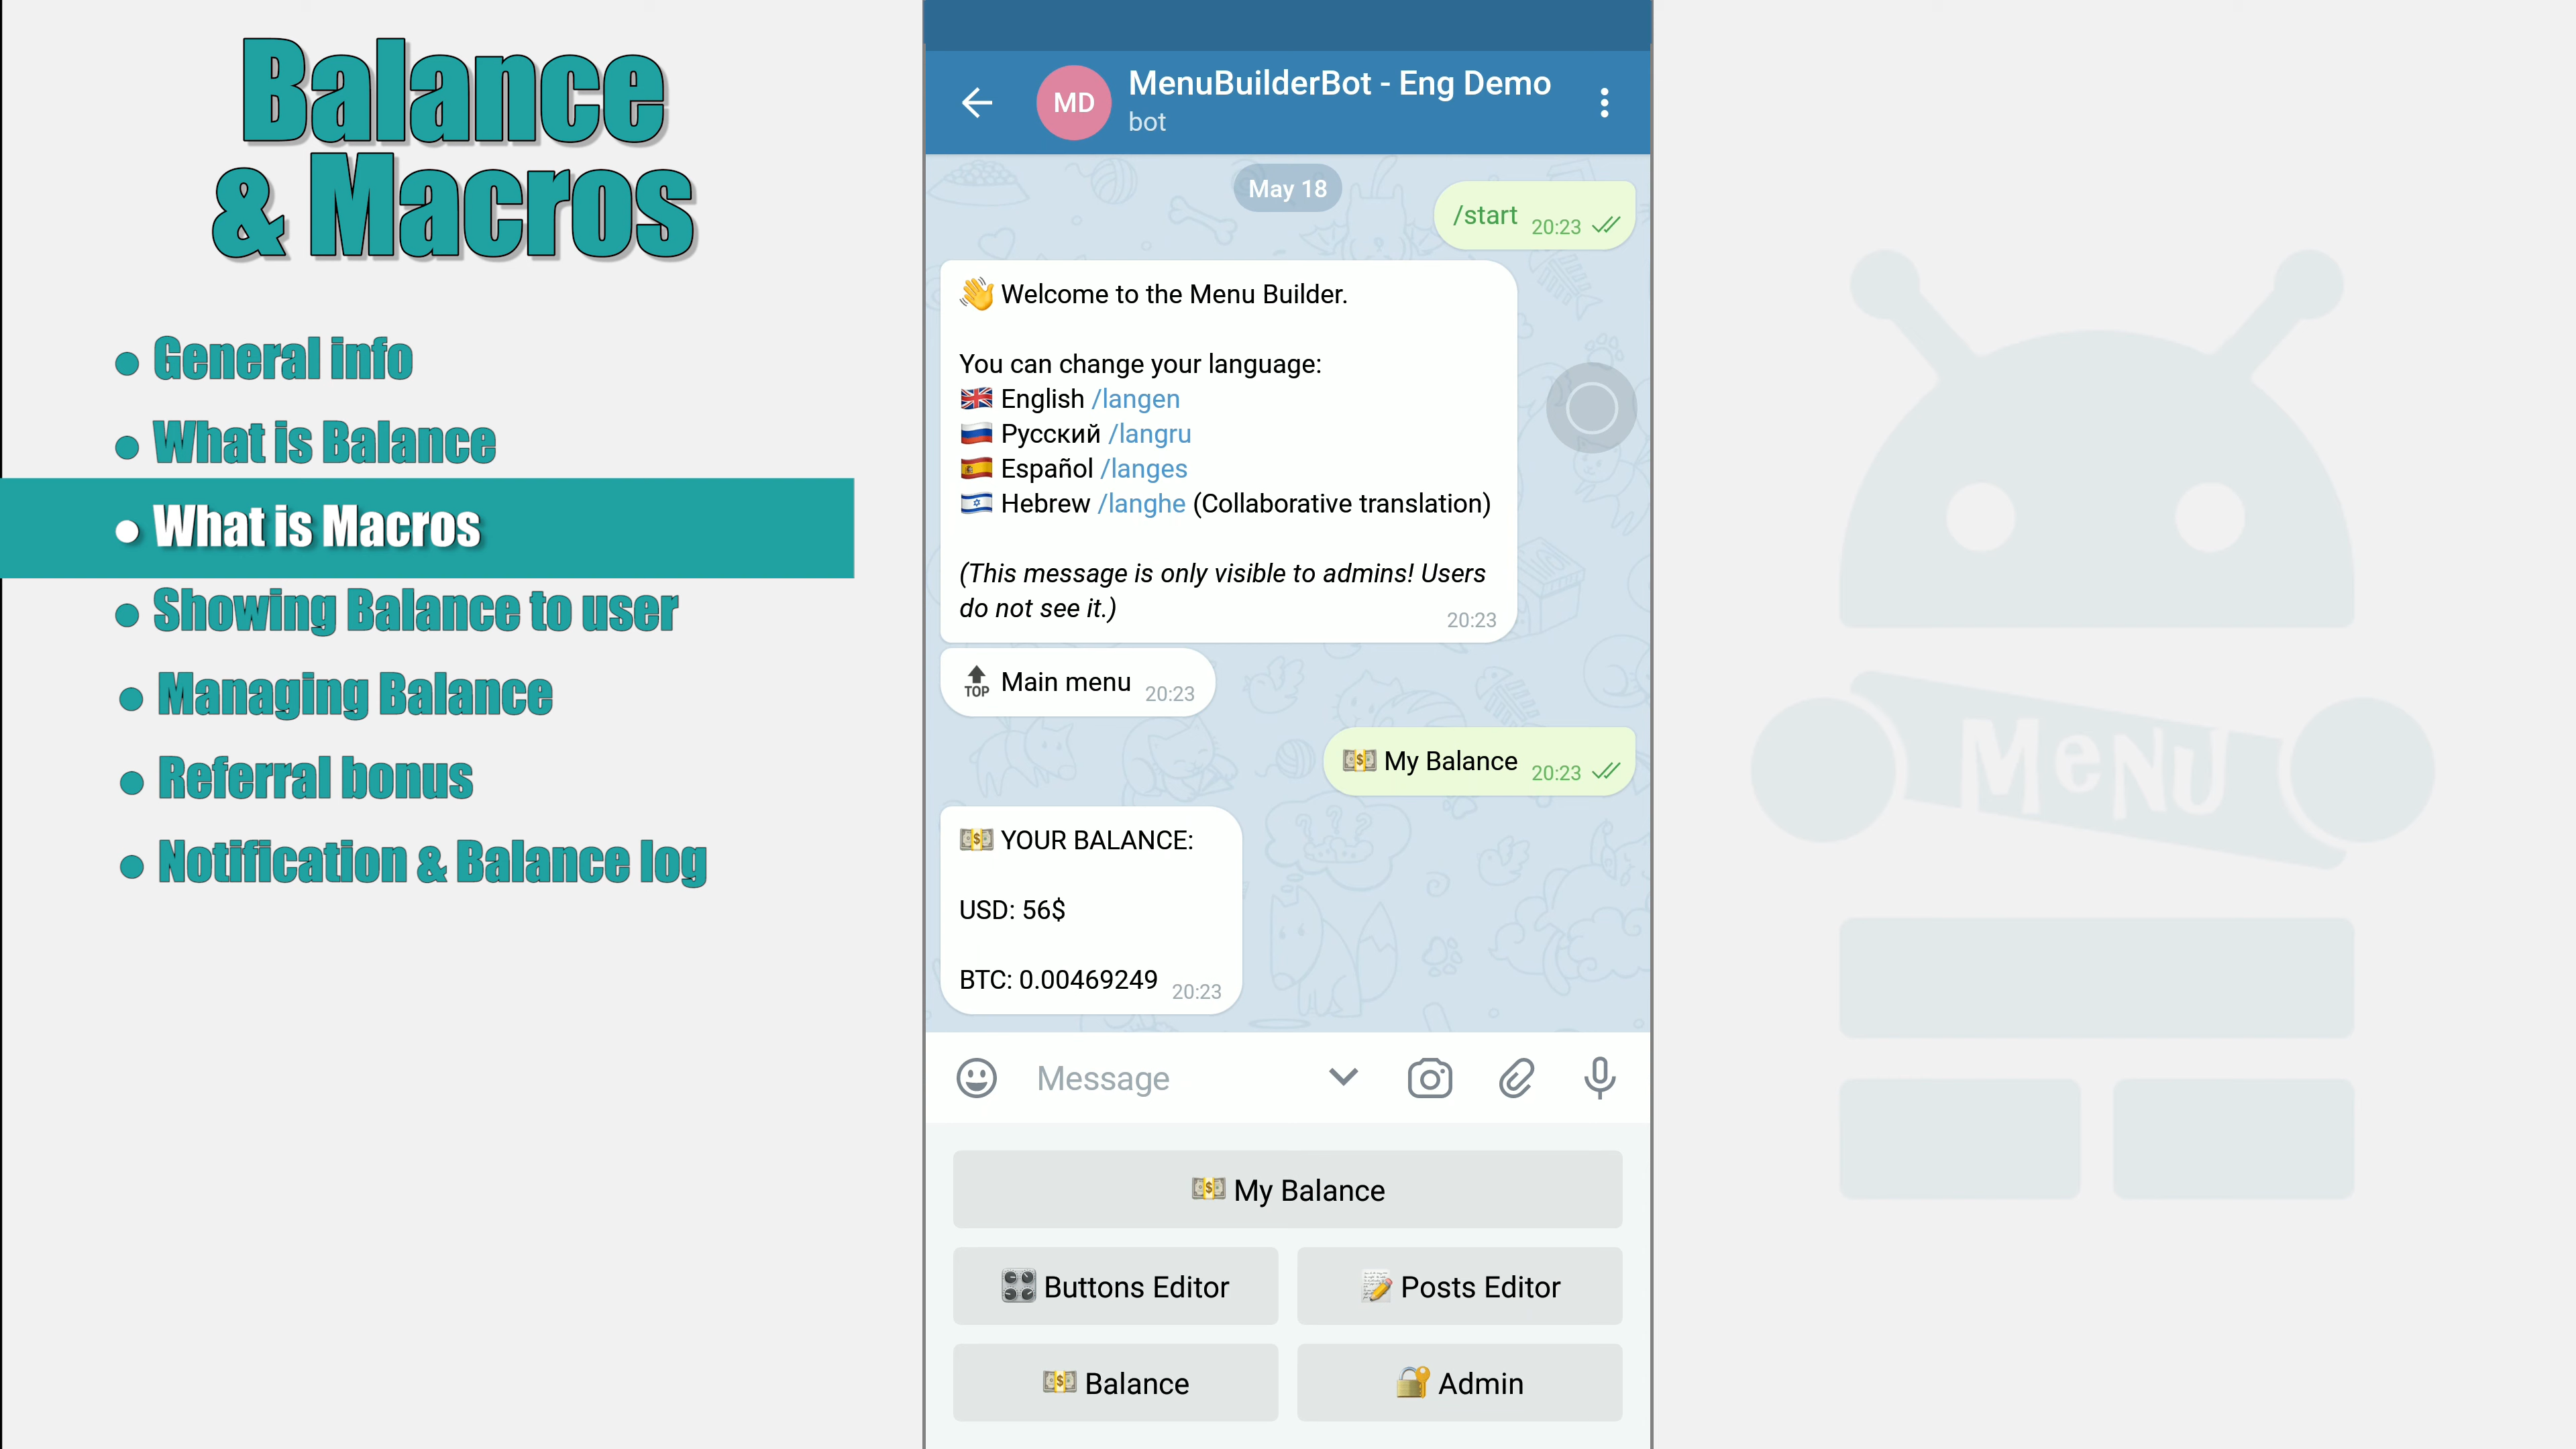 Balance
& Macros
• General info
• What is Balance
• What is Macros
• Showing Balance to user
• Managing Balance
• Referral bonus
• Notification & Balance log
MD
MenuBuilderBot - Eng Demo
bot
May 18
/start 20:23
👋 Welcome to the Menu Builder.
You can change your language:
🇬🇧 English /langen
🇷🇺 Русский /langru
🇪🇸 Español /langes
🇮🇱 Hebrew /langhe (Collaborative translation)
(This message is only visible to admins! Users
do not see it.) 20:23
🔝 Main menu 20:23
💵 My Balance 20:23
💵 YOUR BALANCE:
USD: 56$
BTC: 0.00469249 20:23
Message
💵 My Balance
🎛 Buttons Editor
📝 Posts Editor
💵 Balance
🔐 Admin
MeNU